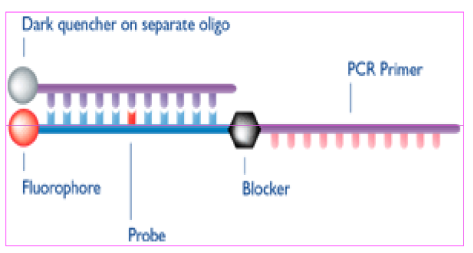 Dark quencher on separate oligo
PCR Primer
Fluorophore
Blocker
Probe